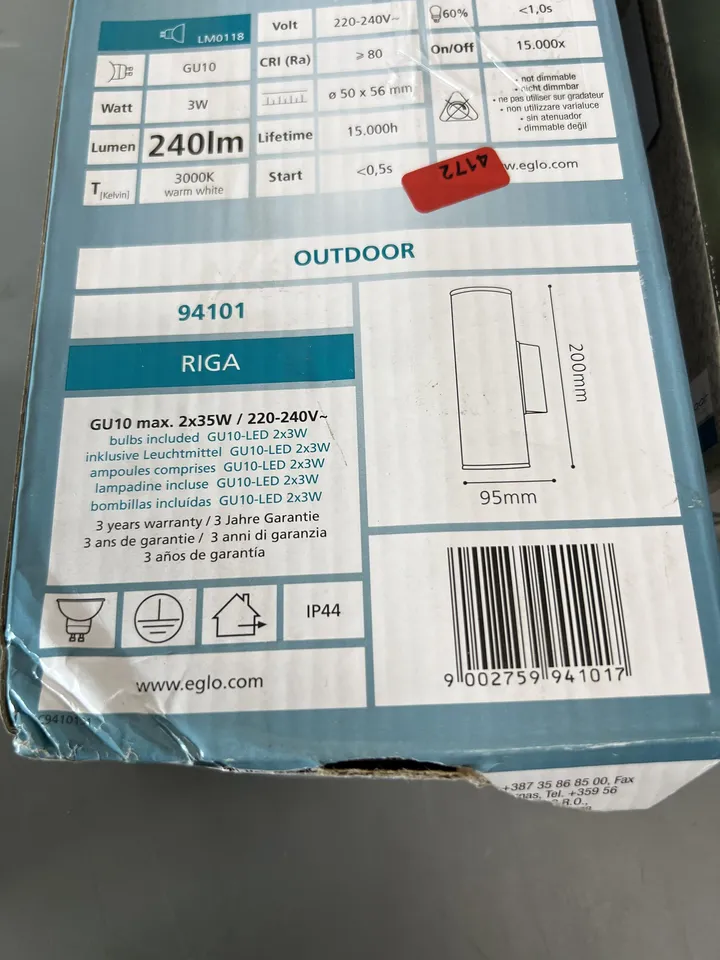 LM0118
GU10
Watt 3W
Lumen 240lm
T [Kelvin] 3000K
warm white
Volt 220-240V~
CRI (Ra) ≥ 80
ø 50 x 56 mm
Lifetime 15.000h
Start <0,5s
60% <1,0s
On/Off 15.000x
• not dimmable
• nicht dimmbar
• ne pas utiliser sur gradateur
• non utilizzare varialuce
• sin atenuador
• dimmable değil
4172
w.eglo.com
OUTDOOR
94101
RIGA
GU10 max. 2x35W / 220-240V~
bulbs included GU10-LED 2x3W
inklusive Leuchtmittel GU10-LED 2x3W
ampoules comprises GU10-LED 2x3W
lampadine incluse GU10-LED 2x3W
bombillas incluídas GU10-LED 2x3W
3 years warranty / 3 Jahre Garantie
3 ans de garantie / 3 anni di garanzia
3 años de garantía
200mm
95mm
IP44
www.eglo.com
9 002759 941017
+387 35 86 85 00, Fax
Tel. +359 56
R.O.,